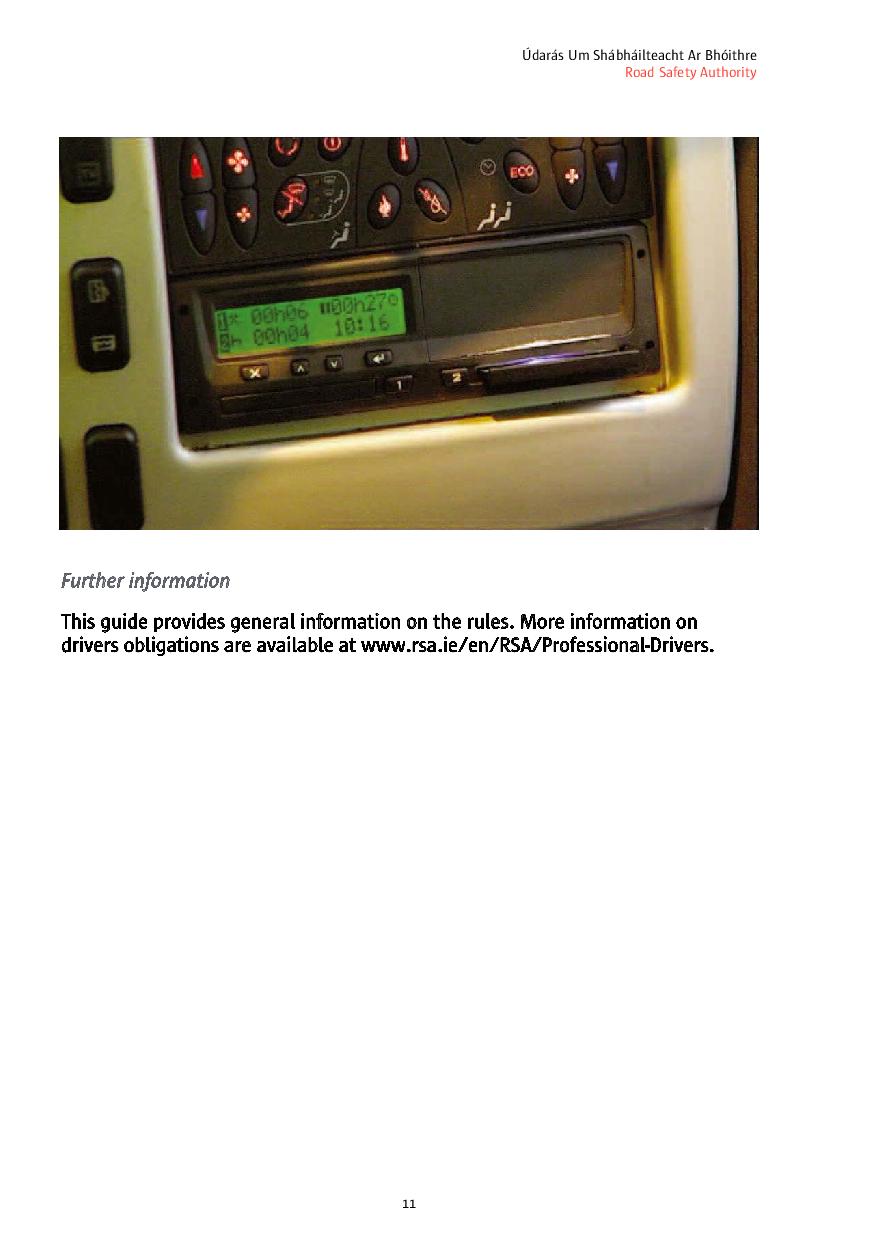 Údarás Um Shábháilteacht Ar Bhóithre
Road Safety Authority
ECO
1 00h06 00h27
2h 00h04 10:16
1
2
Further information
This guide provides general information on the rules. More information on
drivers obligations are available at www.rsa.ie/en/RSA/Professional-Drivers.
11